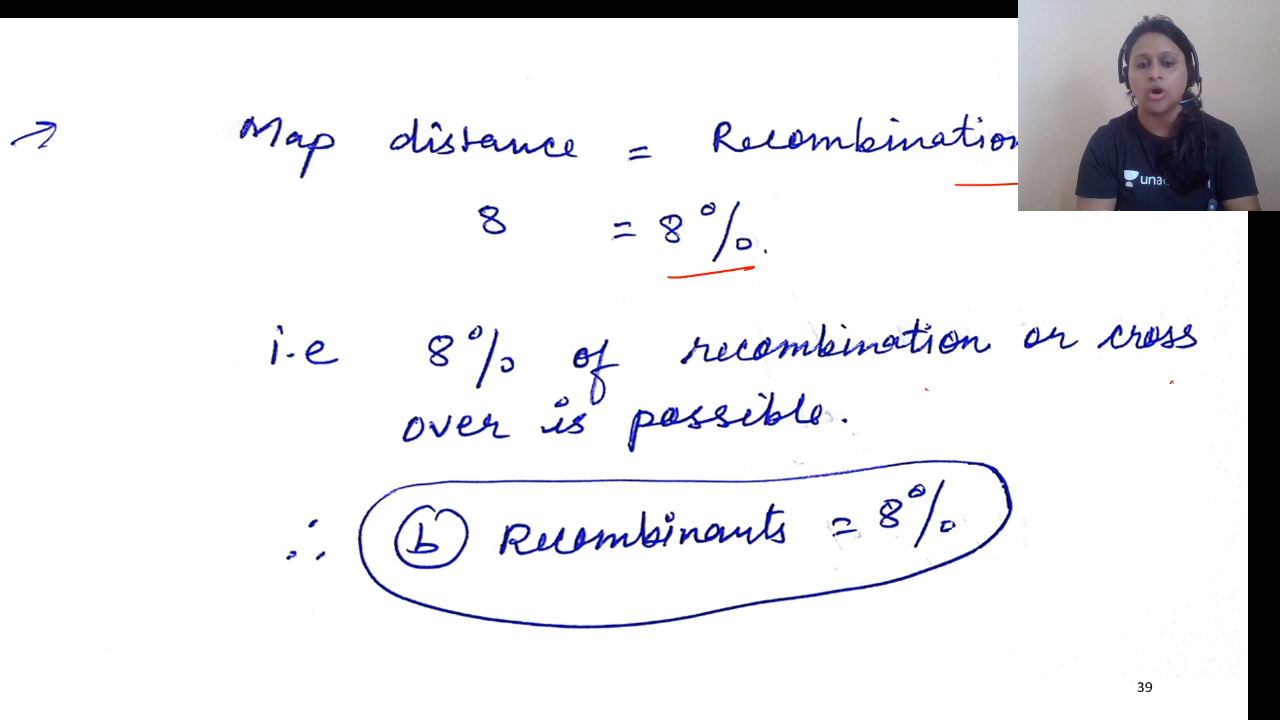 → Map distance = Recombination
8 = 8%.
i.e 8% of recombination or cross
over is possible.
∴ (b) Recombinants = 8%
39